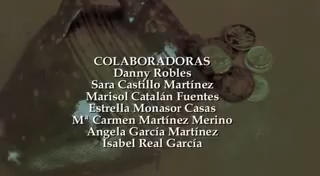 COLABORADORAS
Danny Robles
Sara Castillo Martínez
Marisol Catalán Fuentes
Estrella Monasor Casas
Mª Carmen Martínez Merino
Angela García Martínez
Isabel Real García